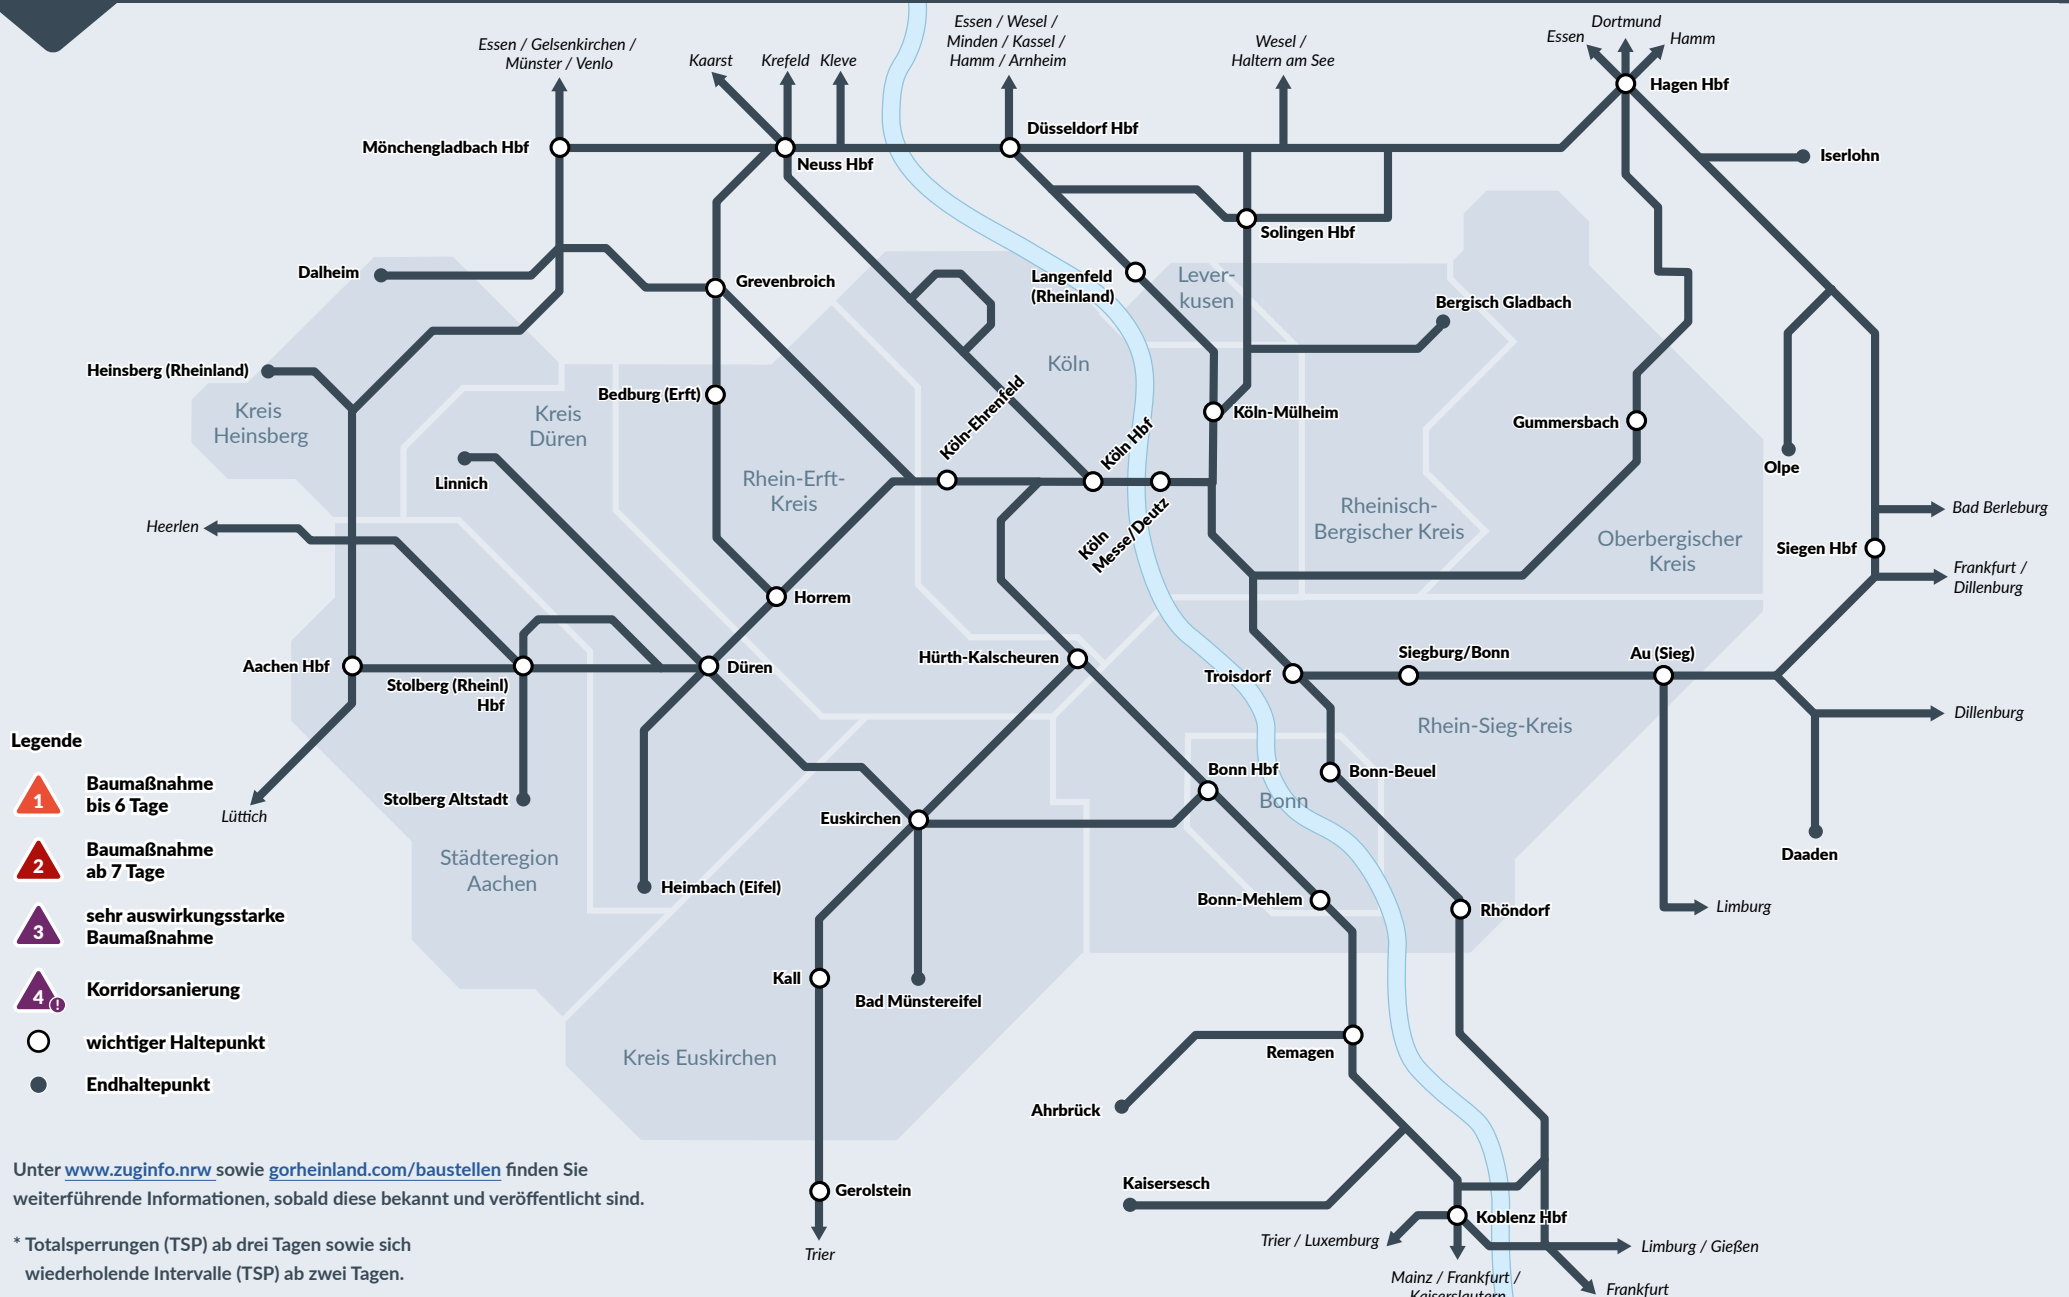 Essen / Gelsenkirchen /
Münster / Venlo
Kaarst
Krefeld
Kleve
Essen / Wesel /
Minden / Kassel /
Hamm / Arnheim
Wesel /
Haltern am See
Dortmund
Essen
Hamm
Hagen Hbf
Mönchengladbach Hbf
Neuss Hbf
Düsseldorf Hbf
Iserlohn
Solingen Hbf
Dalheim
Grevenbroich
Langenfeld
(Rheinland)
Lever-
kusen
Bergisch Gladbach
Heinsberg (Rheinland)
Köln
Bedburg (Erft)
Kreis
Heinsberg
Kreis
Düren
Köln-Ehrenfeld
Köln Hbf
Köln-Mülheim
Gummersbach
Linnich
Rhein-Erft-
Kreis
Olpe
Rheinisch-
Bergischer Kreis
Bad Berleburg
Heerlen
Köln
Messe/Deutz
Oberbergischer
Kreis
Siegen Hbf
Frankfurt /
Dillenburg
Horrem
Aachen Hbf
Stolberg (Rheinl)
Hbf
Düren
Hürth-Kalscheuren
Troisdorf
Siegburg/Bonn
Au (Sieg)
Rhein-Sieg-Kreis
Dillenburg
Legende
1
Baumaßnahme
bis 6 Tage
2
Baumaßnahme
ab 7 Tage
3
sehr auswirkungsstarke
Baumaßnahme
4
!
Korridorsanierung
wichtiger Haltepunkt
Endhaltepunkt
Lüttich
Stolberg Altstadt
Euskirchen
Bonn Hbf
Bonn
Bonn-Beuel
Städteregion
Aachen
Heimbach (Eifel)
Daaden
Bonn-Mehlem
Rhöndorf
Limburg
Kall
Bad Münstereifel
Kreis Euskirchen
Remagen
Ahrbrück
Kaisersesch
Gerolstein
Trier
Koblenz Hbf
Trier / Luxemburg
Limburg / Gießen
Mainz / Frankfurt /
Kaiserslautern
Frankfurt
Unter www.zuginfo.nrw sowie gorheinland.com/baustellen finden Sie
weiterführende Informationen, sobald diese bekannt und veröffentlicht sind.
* Totalsperrungen (TSP) ab drei Tagen sowie sich
wiederholende Intervalle (TSP) ab zwei Tagen.